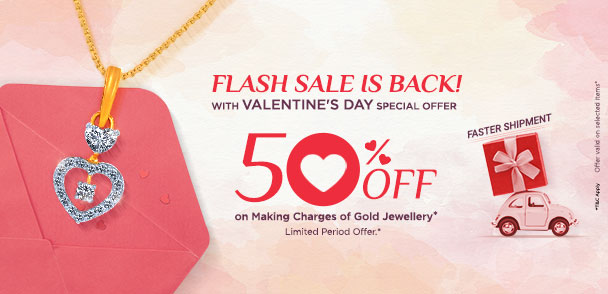 FLASH SALE IS BACK!
WITH VALENTINE'S DAY SPECIAL OFFER
50% OFF
on Making Charges of Gold Jewellery*
Limited Period Offer.*
FASTER SHIPMENT
Offer valid on selected items*
*T&C Apply